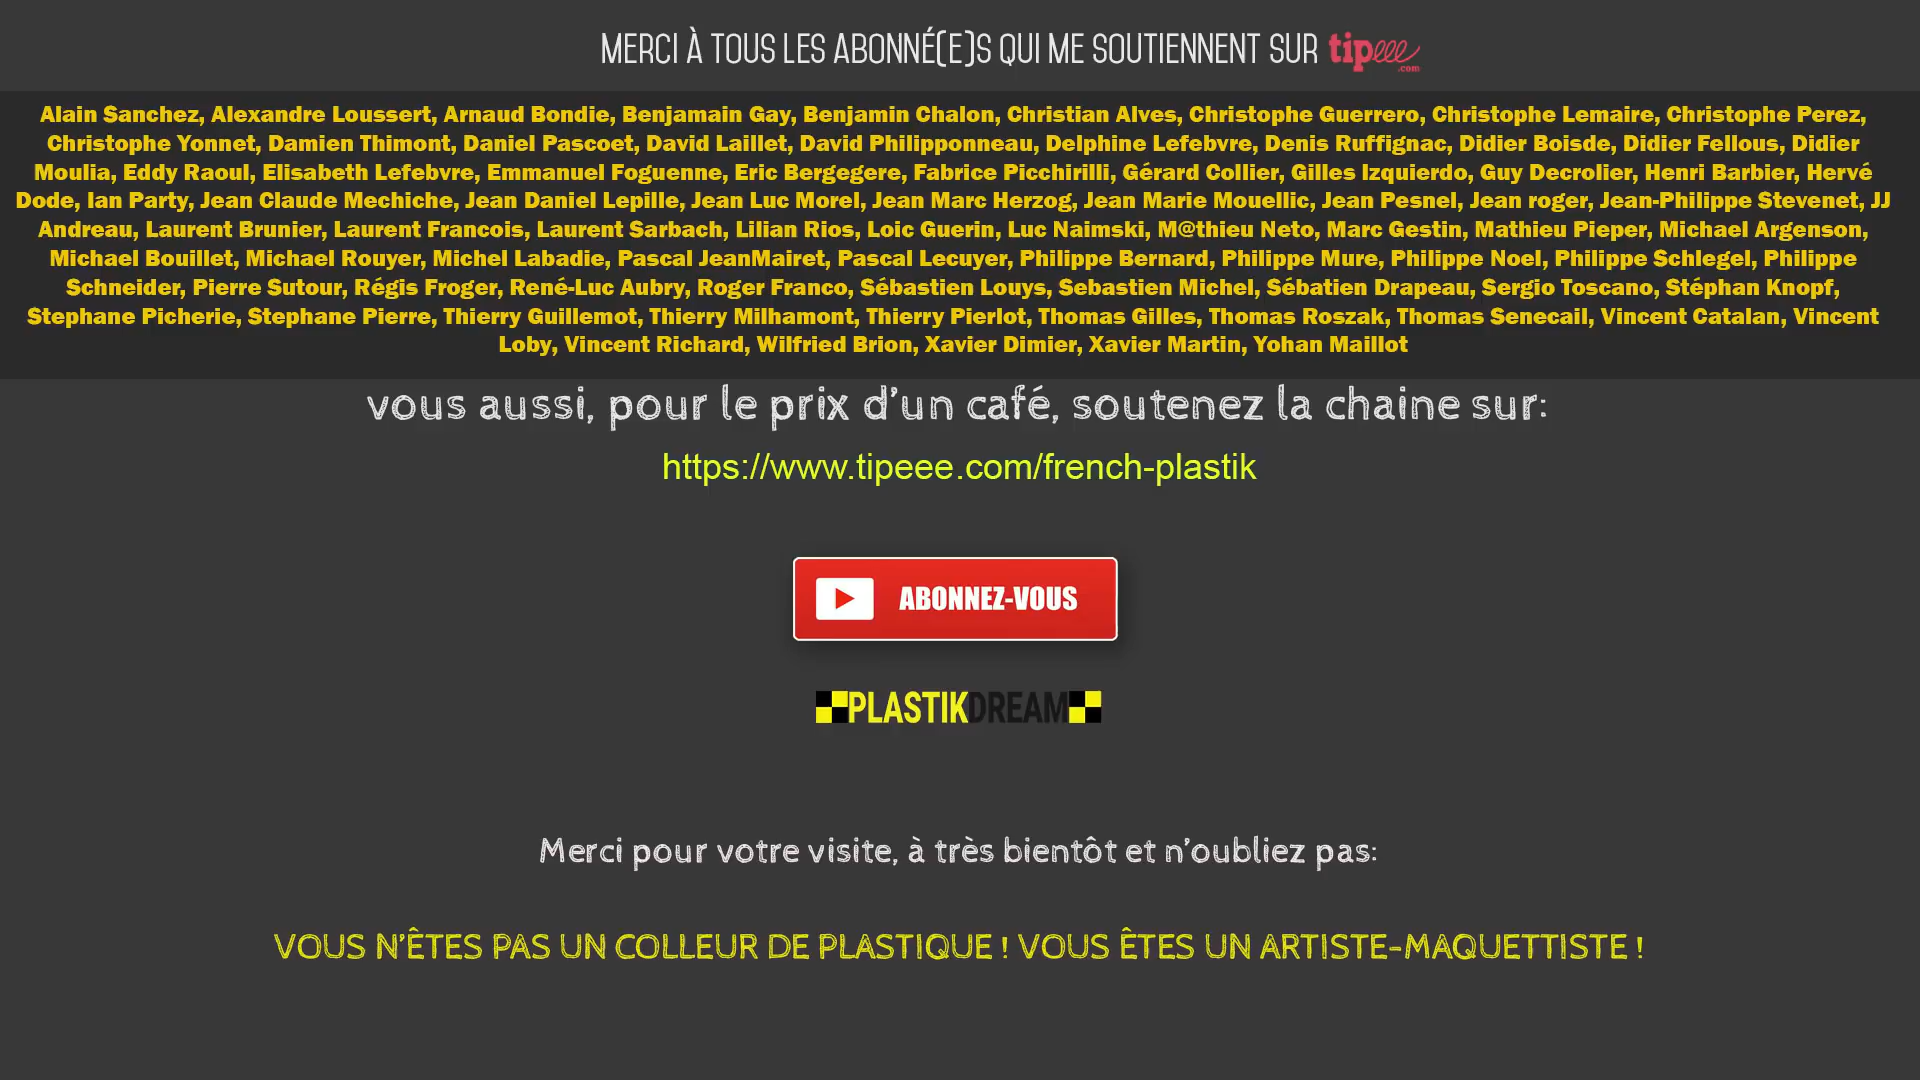 MERCI À TOUS LES ABONNÉ(E)S QUI ME SOUTIENNENT SUR tipeee.com
Alain Sanchez, Alexandre Loussert, Arnaud Bondie, Benjamain Gay, Benjamin Chalon, Christian Alves, Christophe Guerrero, Christophe Lemaire, Christophe Perez,
Christophe Yonnet, Damien Thimont, Daniel Pascoet, David Laillet, David Philipponneau, Delphine Lefebvre, Denis Ruffignac, Didier Boisde, Didier Fellous, Didier
Moulia, Eddy Raoul, Elisabeth Lefebvre, Emmanuel Foguenne, Eric Bergegere, Fabrice Picchirilli, Gérard Collier, Gilles Izquierdo, Guy Decrolier, Henri Barbier, Hervé
Dode, Ian Party, Jean Claude Mechiche, Jean Daniel Lepille, Jean Luc Morel, Jean Marc Herzog, Jean Marie Mouellic, Jean Pesnel, Jean roger, Jean-Philippe Stevenet, JJ
Andreau, Laurent Brunier, Laurent Francois, Laurent Sarbach, Lilian Rios, Loic Guerin, Luc Naimski, M@thieu Neto, Marc Gestin, Mathieu Pieper, Michael Argenson,
Michael Bouillet, Michael Rouyer, Michel Labadie, Pascal JeanMairet, Pascal Lecuyer, Philippe Bernard, Philippe Mure, Philippe Noel, Philippe Schlegel, Philippe
Schneider, Pierre Sutour, Régis Froger, René-Luc Aubry, Roger Franco, Sébastien Louys, Sebastien Michel, Sébatien Drapeau, Sergio Toscano, Stéphan Knopf,
Stephane Picherie, Stephane Pierre, Thierry Guillemot, Thierry Milhamont, Thierry Pierlot, Thomas Gilles, Thomas Roszak, Thomas Senecail, Vincent Catalan, Vincent
Loby, Vincent Richard, Wilfried Brion, Xavier Dimier, Xavier Martin, Yohan Maillot
vous aussi, pour le prix d'un café, soutenez la chaine sur:
https://www.tipeee.com/french-plastik
ABONNEZ-VOUS
PLASTIKDREAM
Merci pour votre visite, à très bientôt et n'oubliez pas:
VOUS N'ÊTES PAS UN COLLEUR DE PLASTIQUE ! VOUS ÊTES UN ARTISTE-MAQUETTISTE !